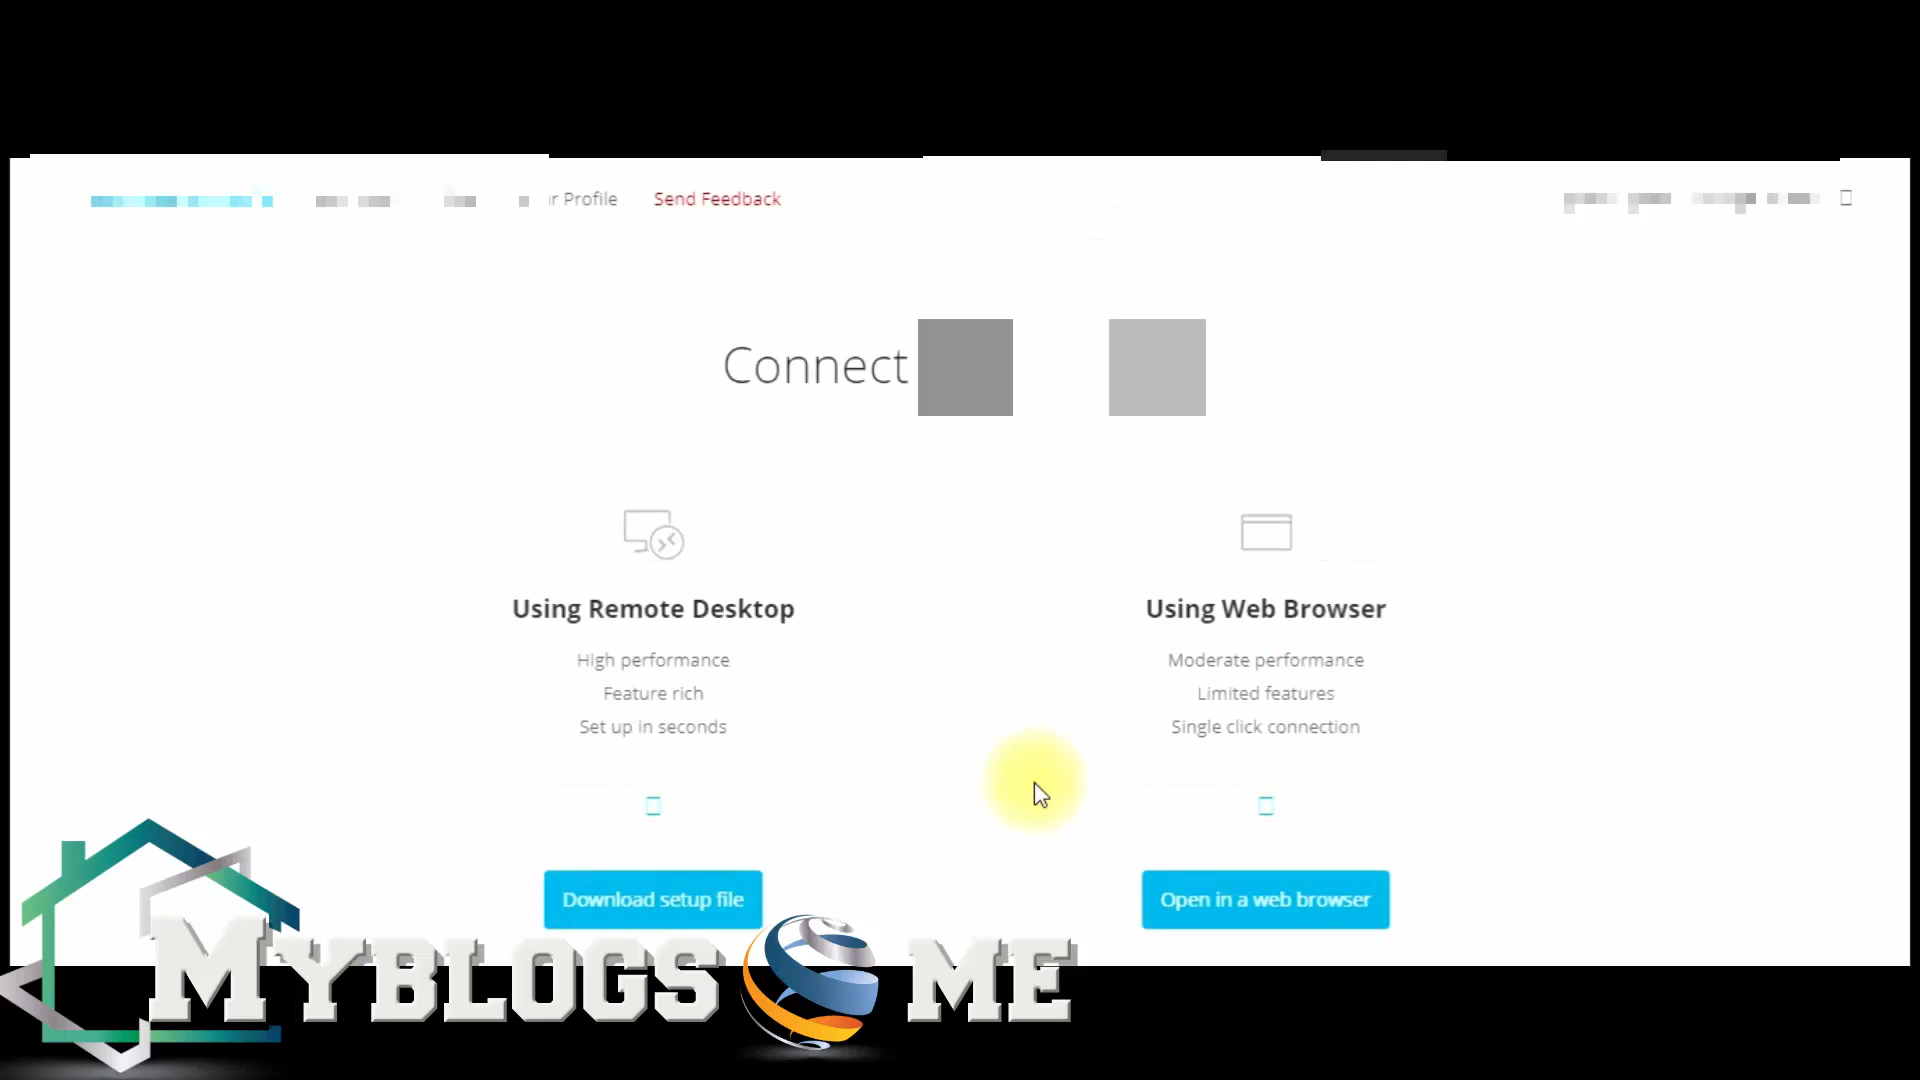 r Profile
Send Feedback
Connect
Using Remote Desktop
High performance
Feature rich
Set up in seconds
Download setup file
Using Web Browser
Moderate performance
Limited features
Single click connection
Open in a web browser
MYBLOGS ME